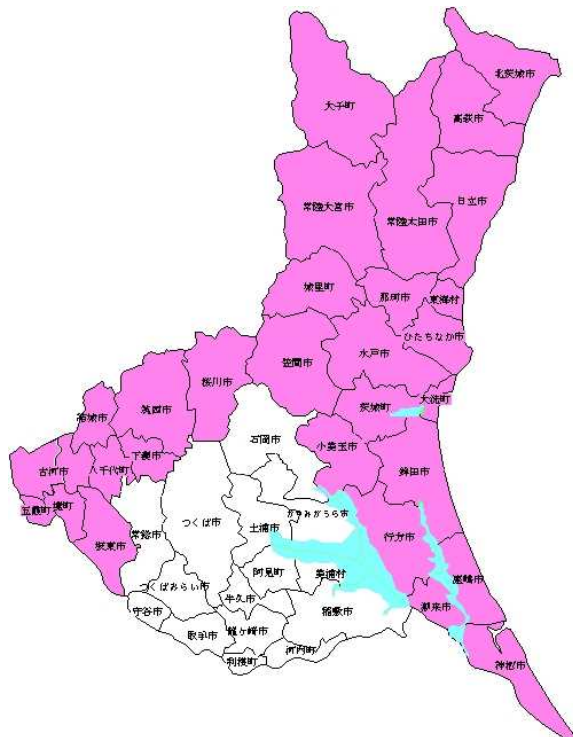 北茨城市
大子町
高萩市
日立市
常陸大宮市
常陸太田市
城里町
那珂市
東海村
ひたちなか市
笠間市
水戸市
桜川市
茨城町
大洗町
筑西市
結城市
石岡市
小美玉市
下妻市
鉾田市
古河市
八千代町
五霞町
境町
かすみがうら市
つくば市
土浦市
常総市
坂東市
行方市
阿見町
美浦村
鹿嶋市
つくばみらい市
牛久市
稲敷市
潮来市
守谷市
取手市
龍ケ崎市
河内町
利根町
神栖市